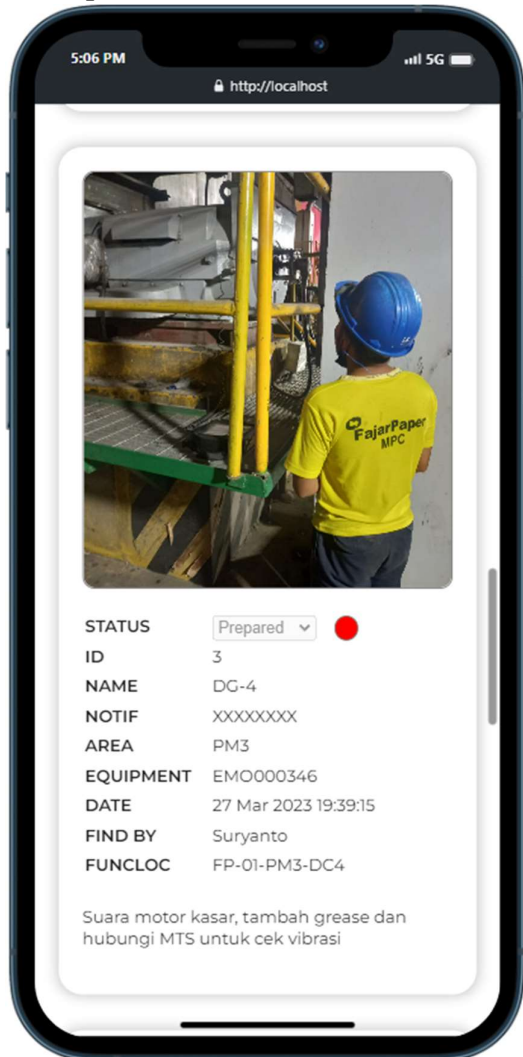 5:06 PM
5G
http://localhost
FajarPaper
MPC
STATUS Prepared
ID 3
NAME DG-4
NOTIF XXXXXXXX
AREA PM3
EQUIPMENT EMO000346
DATE 27 Mar 2023 19:39:15
FIND BY Suryanto
FUNCLOC FP-01-PM3-DC4
Suara motor kasar, tambah grease dan
hubungi MTS untuk cek vibrasi